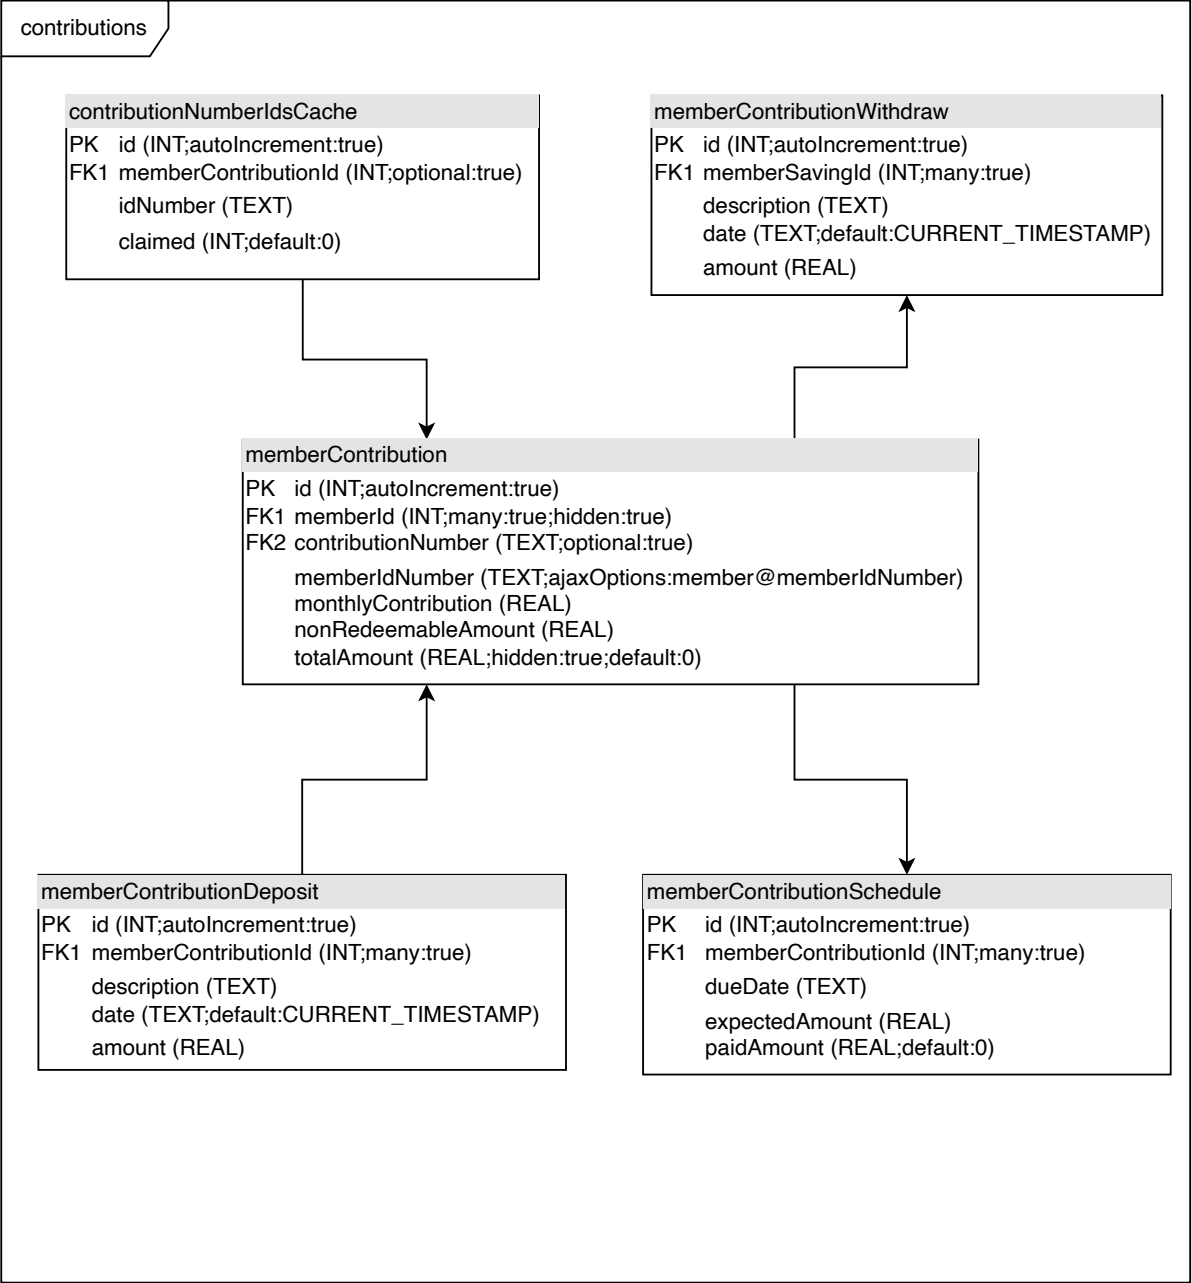 contributions
contributionNumberIdsCache
PK id (INT;autoIncrement:true)
FK1 memberContributionId (INT;optional:true)
idNumber (TEXT)
claimed (INT;default:0)
memberContributionWithdraw
PK id (INT;autoIncrement:true)
FK1 memberSavingId (INT;many:true)
description (TEXT)
date (TEXT;default:CURRENT_TIMESTAMP)
amount (REAL)
memberContribution
PK id (INT;autoIncrement:true)
FK1 memberId (INT;many:true;hidden:true)
FK2 contributionNumber (TEXT;optional:true)
memberIdNumber (TEXT;ajaxOptions:member@memberIdNumber)
monthlyContribution (REAL)
nonRedeemableAmount (REAL)
totalAmount (REAL;hidden:true;default:0)
memberContributionDeposit
PK id (INT;autoIncrement:true)
FK1 memberContributionId (INT;many:true)
description (TEXT)
date (TEXT;default:CURRENT_TIMESTAMP)
amount (REAL)
memberContributionSchedule
PK id (INT;autoIncrement:true)
FK1 memberContributionId (INT;many:true)
dueDate (TEXT)
expectedAmount (REAL)
paidAmount (REAL;default:0)